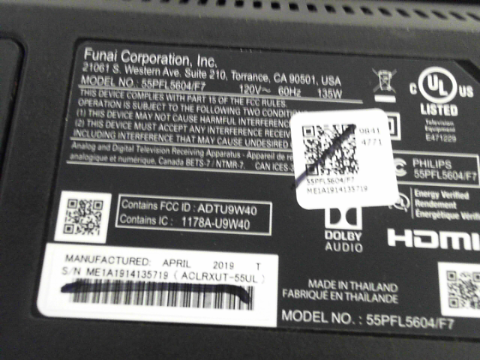 Funai Corporation, Inc.
21061 S. Western Ave. Suite 210, Torrance, CA 90501, USA
MODEL NO.: 55PFL5604/F7 120V~ 60Hz 135W
THIS DEVICE COMPLIES WITH PART 15 OF THE FCC RULES.
OPERATION IS SUBJECT TO THE FOLLOWING TWO CONDITIONS
(1) THIS DEVICE MAY NOT CAUSE HARMFUL INTERFERENCE
(2) THIS DEVICE MUST ACCEPT ANY INTERFERENCE RECEIVED
INCLUDING INTERFERENCE THAT MAY CAUSE UNDESIRED
Analog and Digital Television Receiving Apparatus - Appareil de
analogique et numérique, Canada BETS-7 / NTMR-7. CAN ICES-3
C UL US
LISTED
Television
Equipment
E471229
4771
55PFL5604/F7
ME1A1914135719
PHILIPS
55PFL5604/F7
Energy Verified
Rendement
Énergétique
Vérifié
DOLBY
AUDIO
HDMI
Contains FCC ID : ADTU9W40
Contains IC : 1178A-U9W40
MANUFACTURED: APRIL 2019 T
S/N ME1A1914135719 ( ACLRXUT-55UL )
MADE IN THAILAND
FABRIQUÉ EN THAÏLANDE
MODEL NO. : 55PFL5604/F7